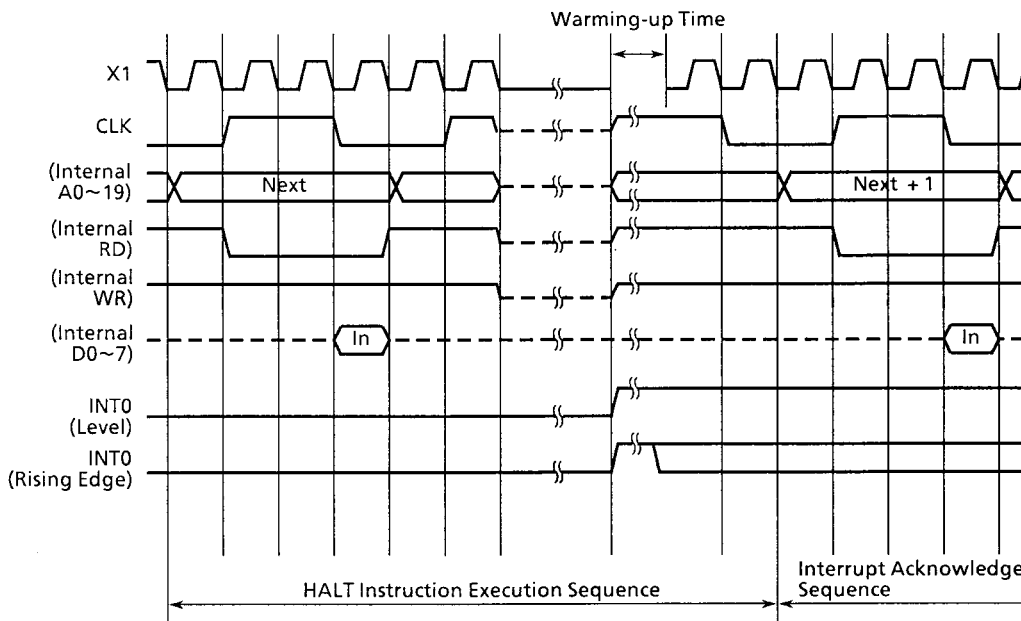 Warming-up Time
X1
CLK
(Internal
A0~19)
Next
Next + 1
(Internal
RD)
(Internal
WR)
(Internal
D0~7)
In
In
INT0
(Level)
INT0
(Rising Edge)
HALT Instruction Execution Sequence
Interrupt Acknowledge
Sequence